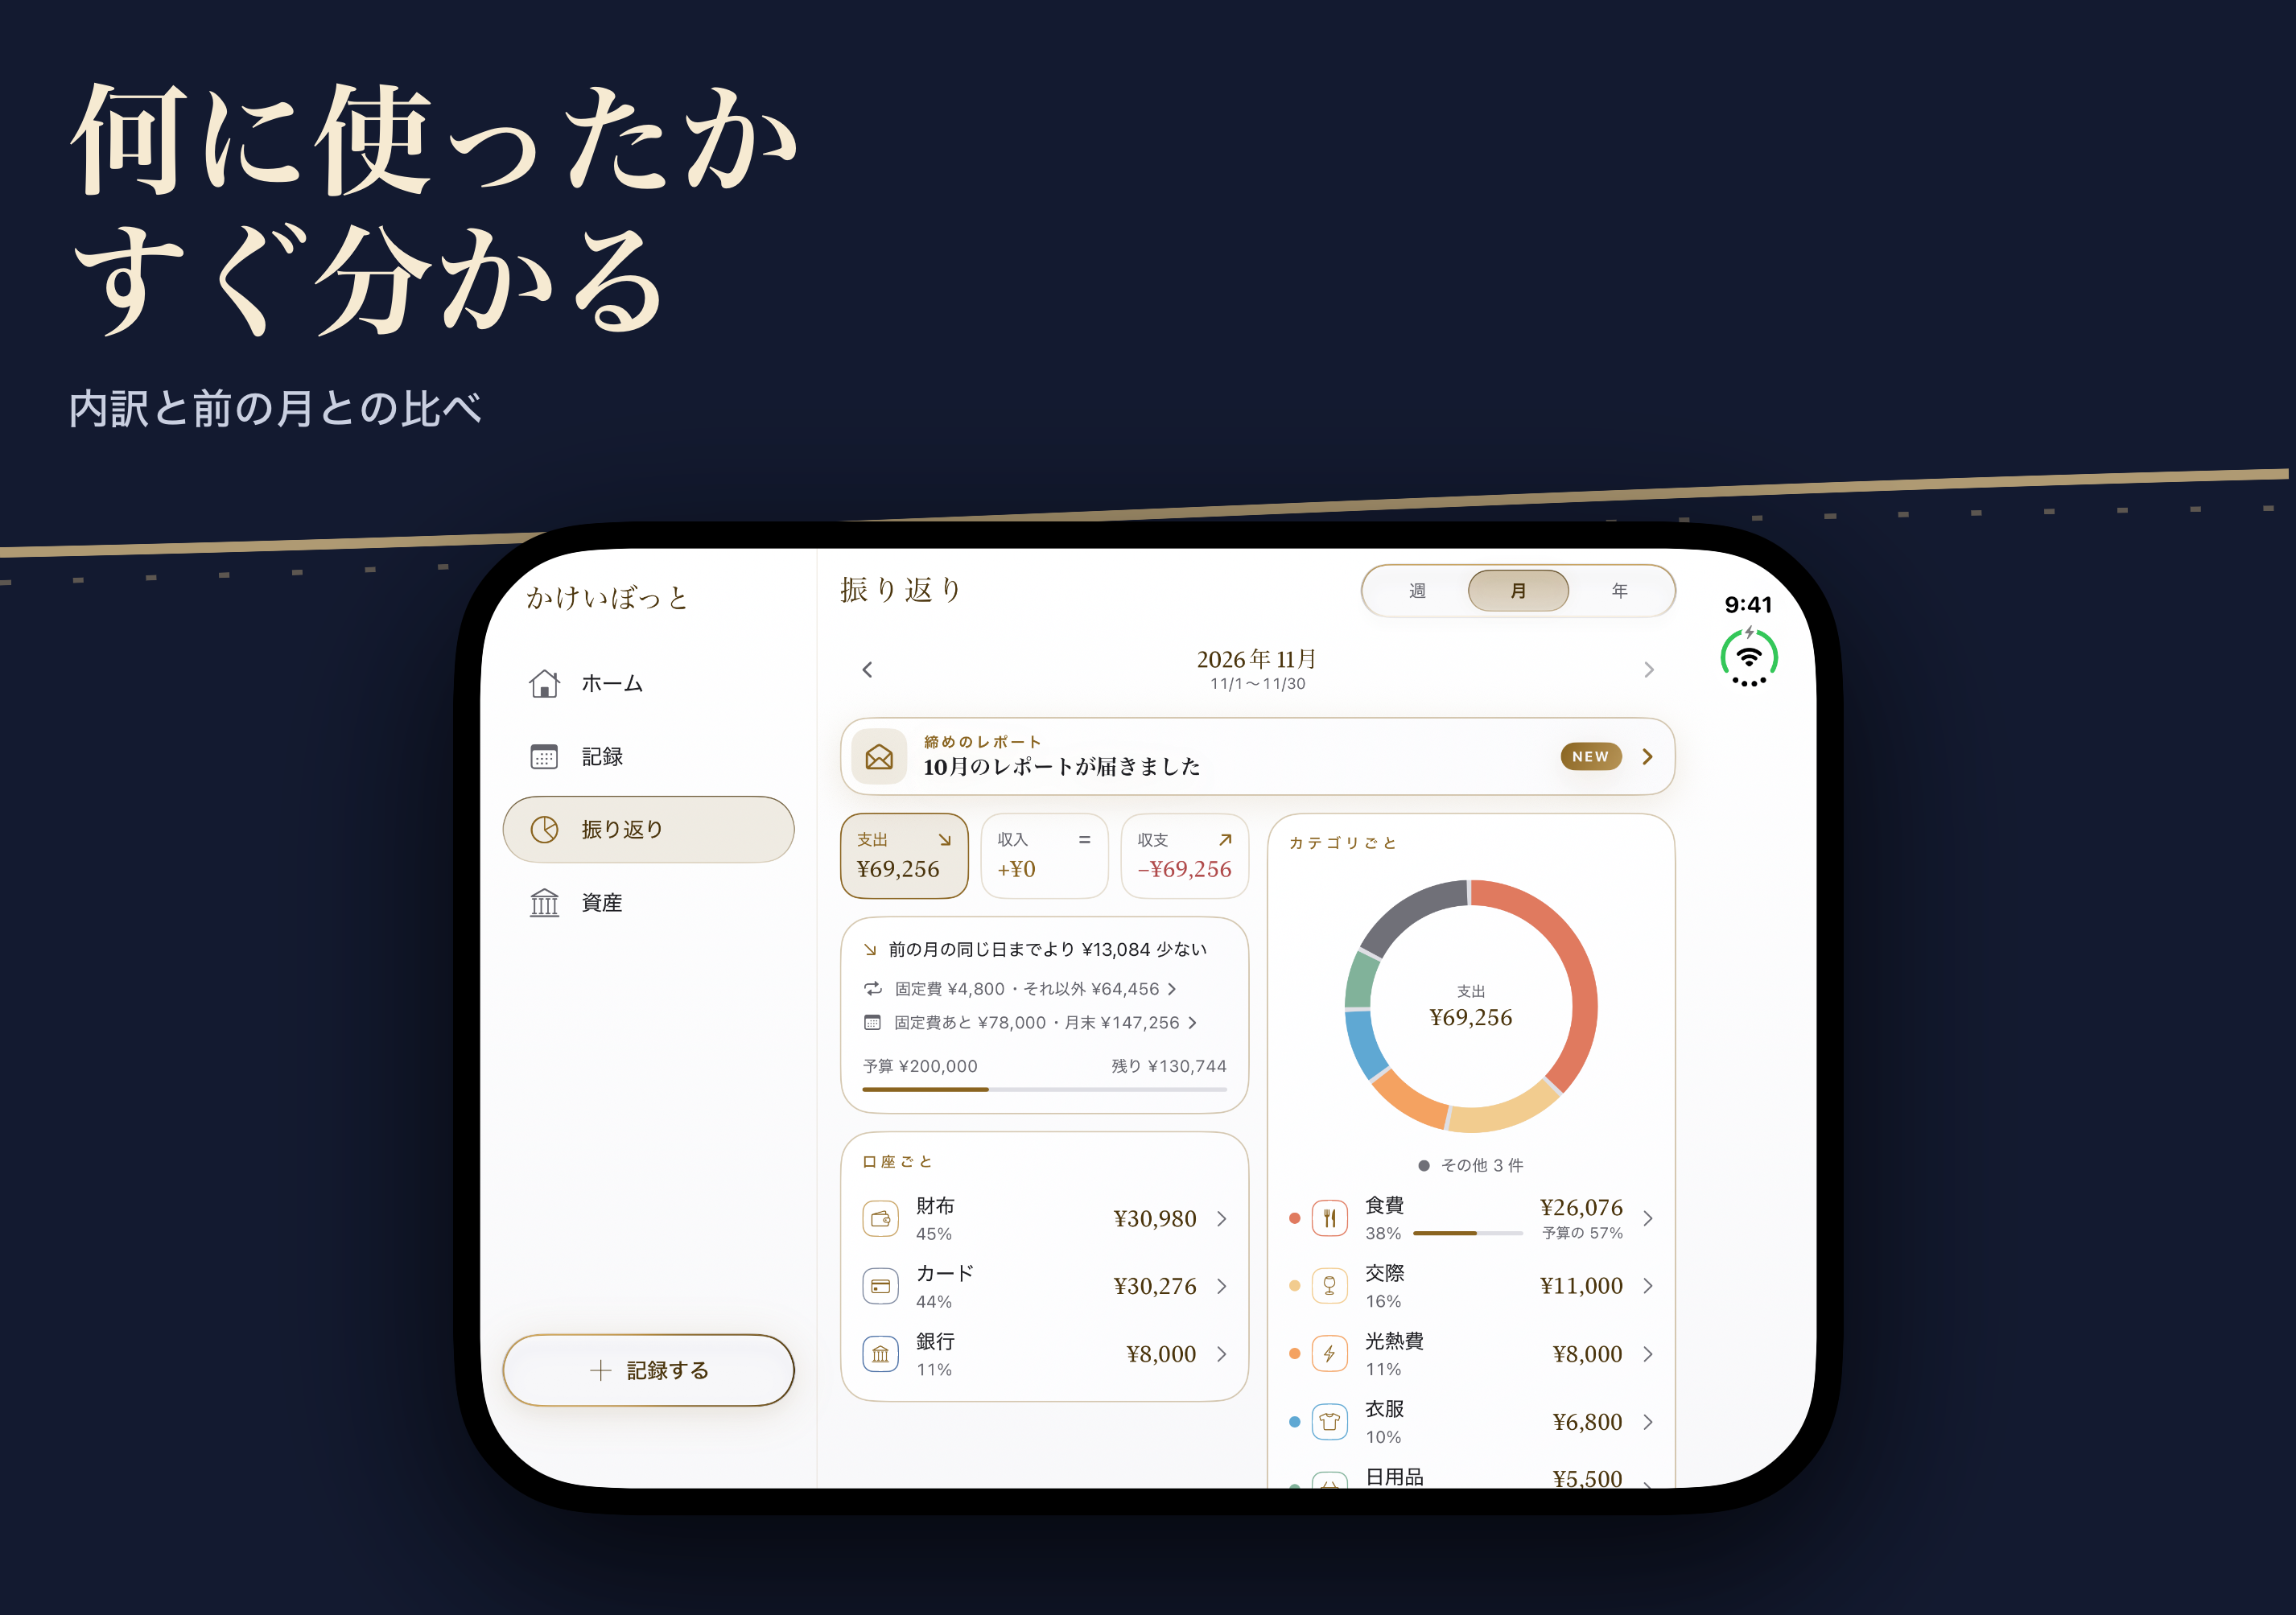 何に使ったか
すぐ分かる
内訳と前の月との比べ
かけいぼっと
ホーム
記録
振り返り
資産
記録する
振り返り
週 月 年
9:41
2026年 11月
11/1〜11/30
締めのレポート
10月のレポートが届きました
NEW
支出
¥69,256
収入 =
+¥0
収支
−¥69,256
前の月の同じ日までより ¥13,084 少ない
固定費 ¥4,800・それ以外 ¥64,456
固定費あと ¥78,000・月末 ¥147,256
予算 ¥200,000 残り ¥130,744
口座ごと
財布
45%
¥30,980
カード
44%
¥30,276
銀行
11%
¥8,000
カテゴリごと
支出
¥69,256
その他 3 件
食費
38%
¥26,076
予算の 57%
交際
16%
¥11,000
光熱費
11%
¥8,000
衣服
10%
¥6,800
日用品
¥5,500